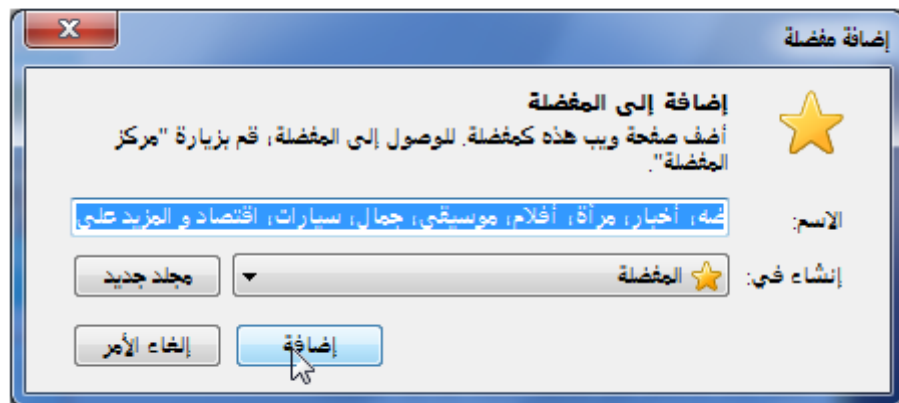 إضافة مفضلة
إضافة إلى المفضلة
أضف صفحة ويب هذه كمفضلة. للوصول إلى المفضلة، قم بزيارة "مركز
المفضلة".
الاسم:
ضه، أخبار، مرأة، أفلام، موسيقى، جمال، سيارات، اقتصاد و المزيد على
إنشاء في:
المفضلة
مجلد جديد
إضافة
إلغاء الأمر